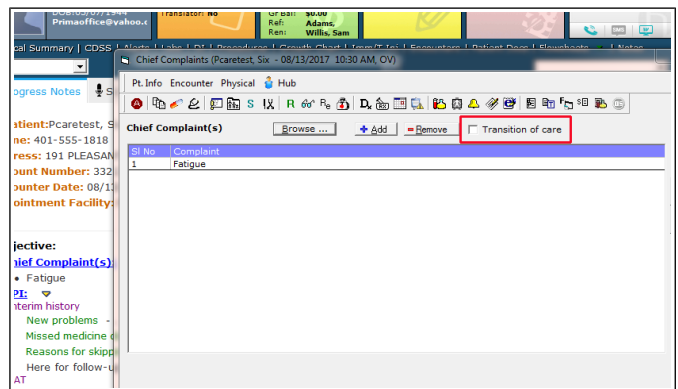 DOB:03/07/1944
Primaoffice@yahoo.c
Translator: No
Gr Bal: $0.00
Ref: Adams,
Ren: Willis, Sam
cal Summary | CDSS | Alerts | Labs | DI | Procedures | Growth Chart | Imm/T.Inj | Encounters | Patient Docs | Flowsheets | Notes
Chief Complaints (Pcaretest, Six - 08/13/2017 10:30 AM, OV)
Pt. Info Encounter Physical Hub
ogress Notes S
Chief Complaint(s) Browse ... Add Remove Transition of care
Sl No Complaint
1 Fatigue
atient:Pcaretest, S
ne: 401-555-1818
ress: 191 PLEASAN
ount Number: 332
ounter Date: 08/1
ointment Facility:
jective:
hief Complaint(s):
• Fatigue
PI:
nterim history
New problems -
Missed medicine d
Reasons for skipp
Here for follow-u
AT